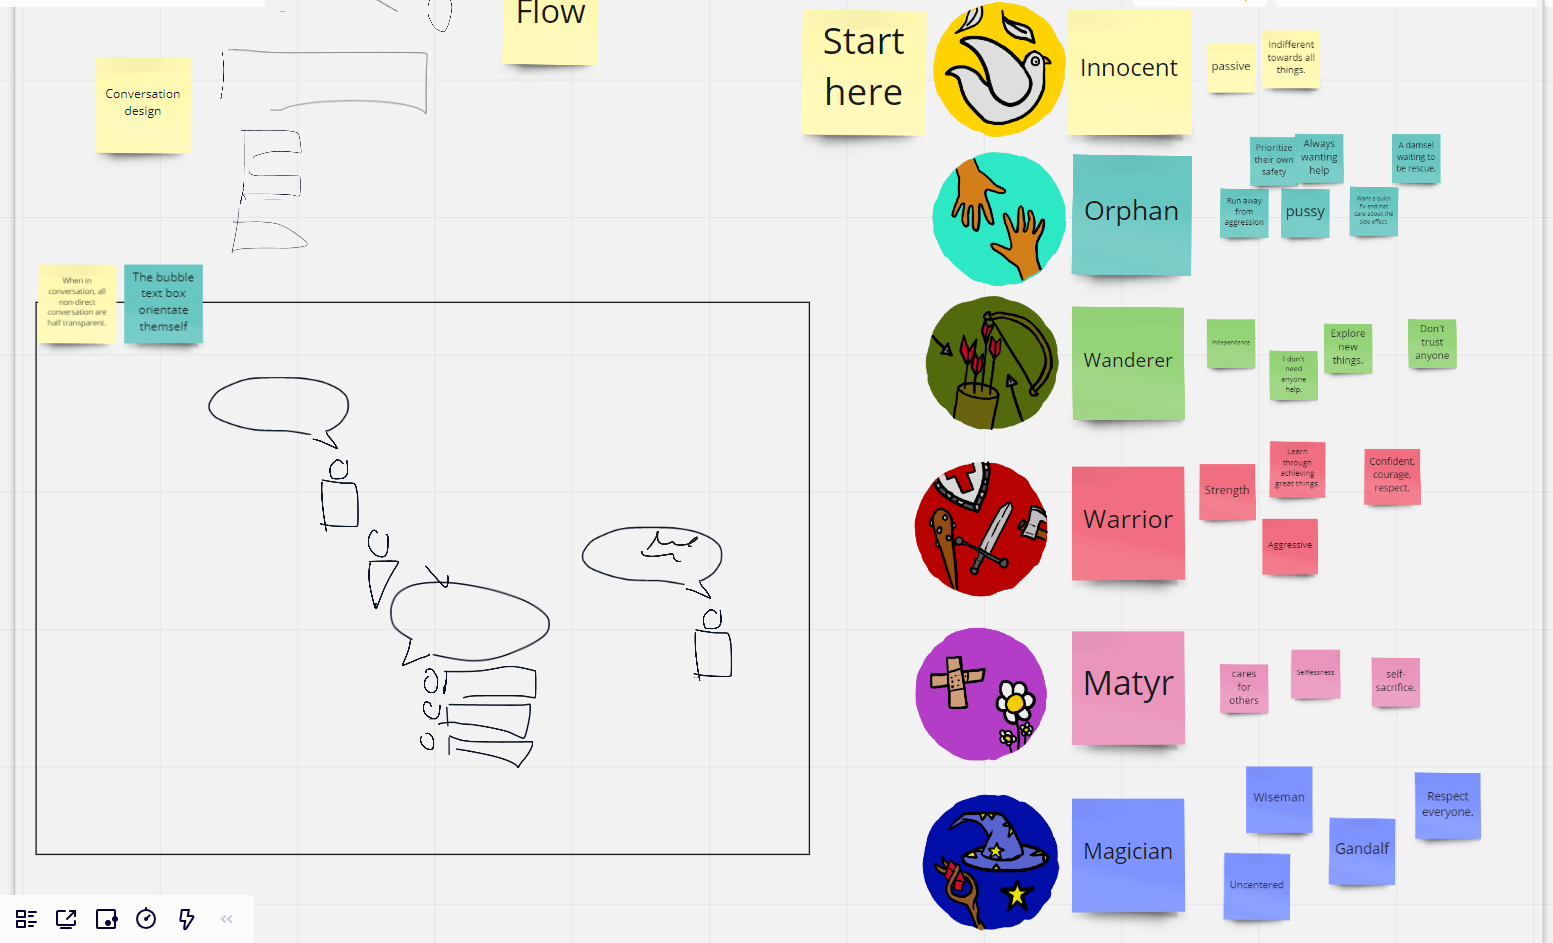 Flow
Conversation
design
When in
conversation, all
non-direct
conversation are
half transparent.
The bubble
text box
orientate
themself
Start
here
Innocent
passive
Indifferent
towards all
things.
Orphan
Prioritize
their own
safety
Always
wanting
help
A damsel
waiting to
be rescue.
Run away
from
aggression
pussy
Want a quick
fix and not
care about the
side effect.
Wanderer
Independence
I don't
need
anyone
help.
Explore
new
things.
Don't
trust
anyone
Warrior
Strength
Learn
through
achieving
great things.
Confident,
courage,
respect.
Aggressive
Matyr
cares
for
others
Selflessness
self-
sacrifice.
Magician
Wiseman
Respect
everyone.
Gandalf
Uncentered